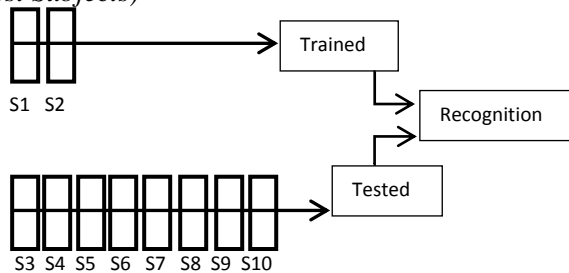 Subjects)
Trained
S1 S2
Recognition
Tested
S3 S4 S5 S6 S7 S8 S9 S10